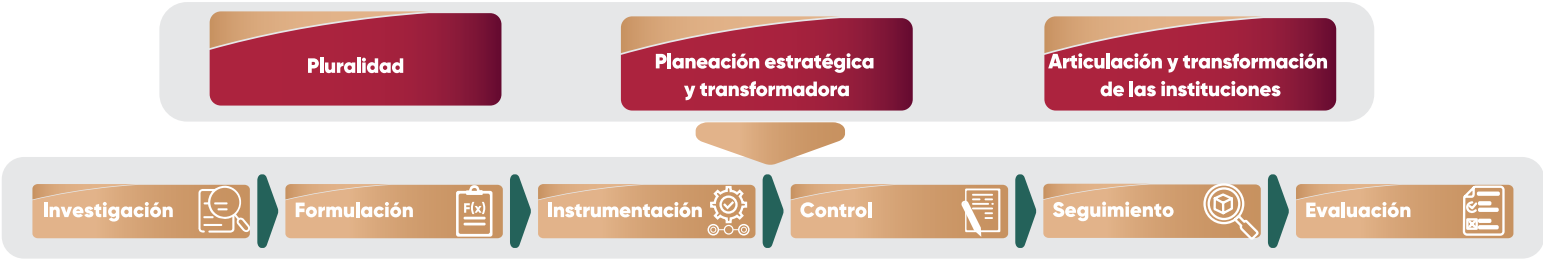 Pluralidad
Planeación estratégica
y transformadora
Articulación y transformación
de las instituciones
Investigación
Formulación
F(x)
Instrumentación
Control
Seguimiento
Evaluación